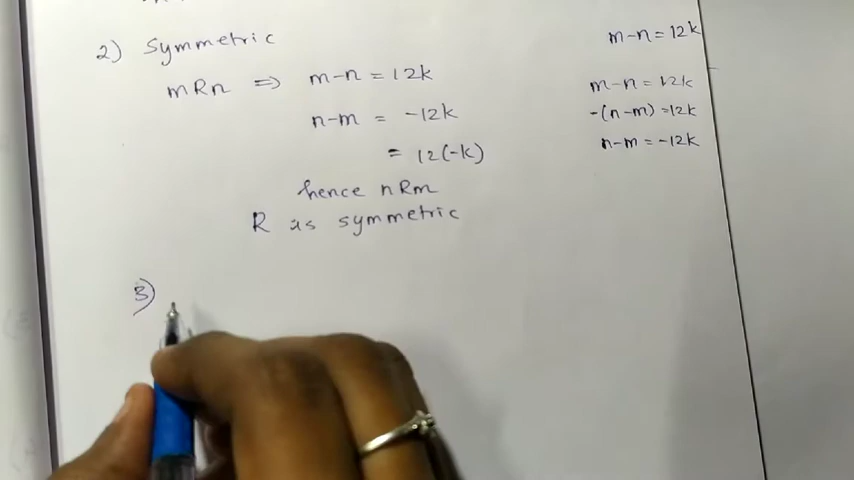 2) Symmetric
mRn ⇒ m-n = 12k
n-m = -12k
= 12(-k)
hence nRm
R is symmetric
3)
m-n = 12k
m-n = 12k
-(n-m) = 12k
n-m = -12k